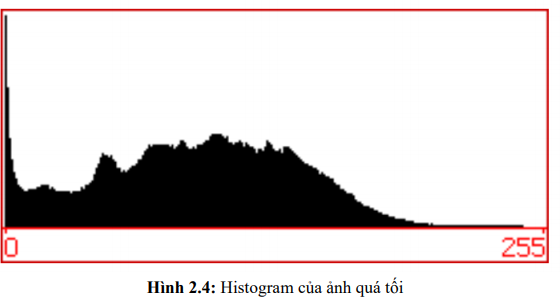 0
255
Hình 2.4: Histogram của ảnh quá tối